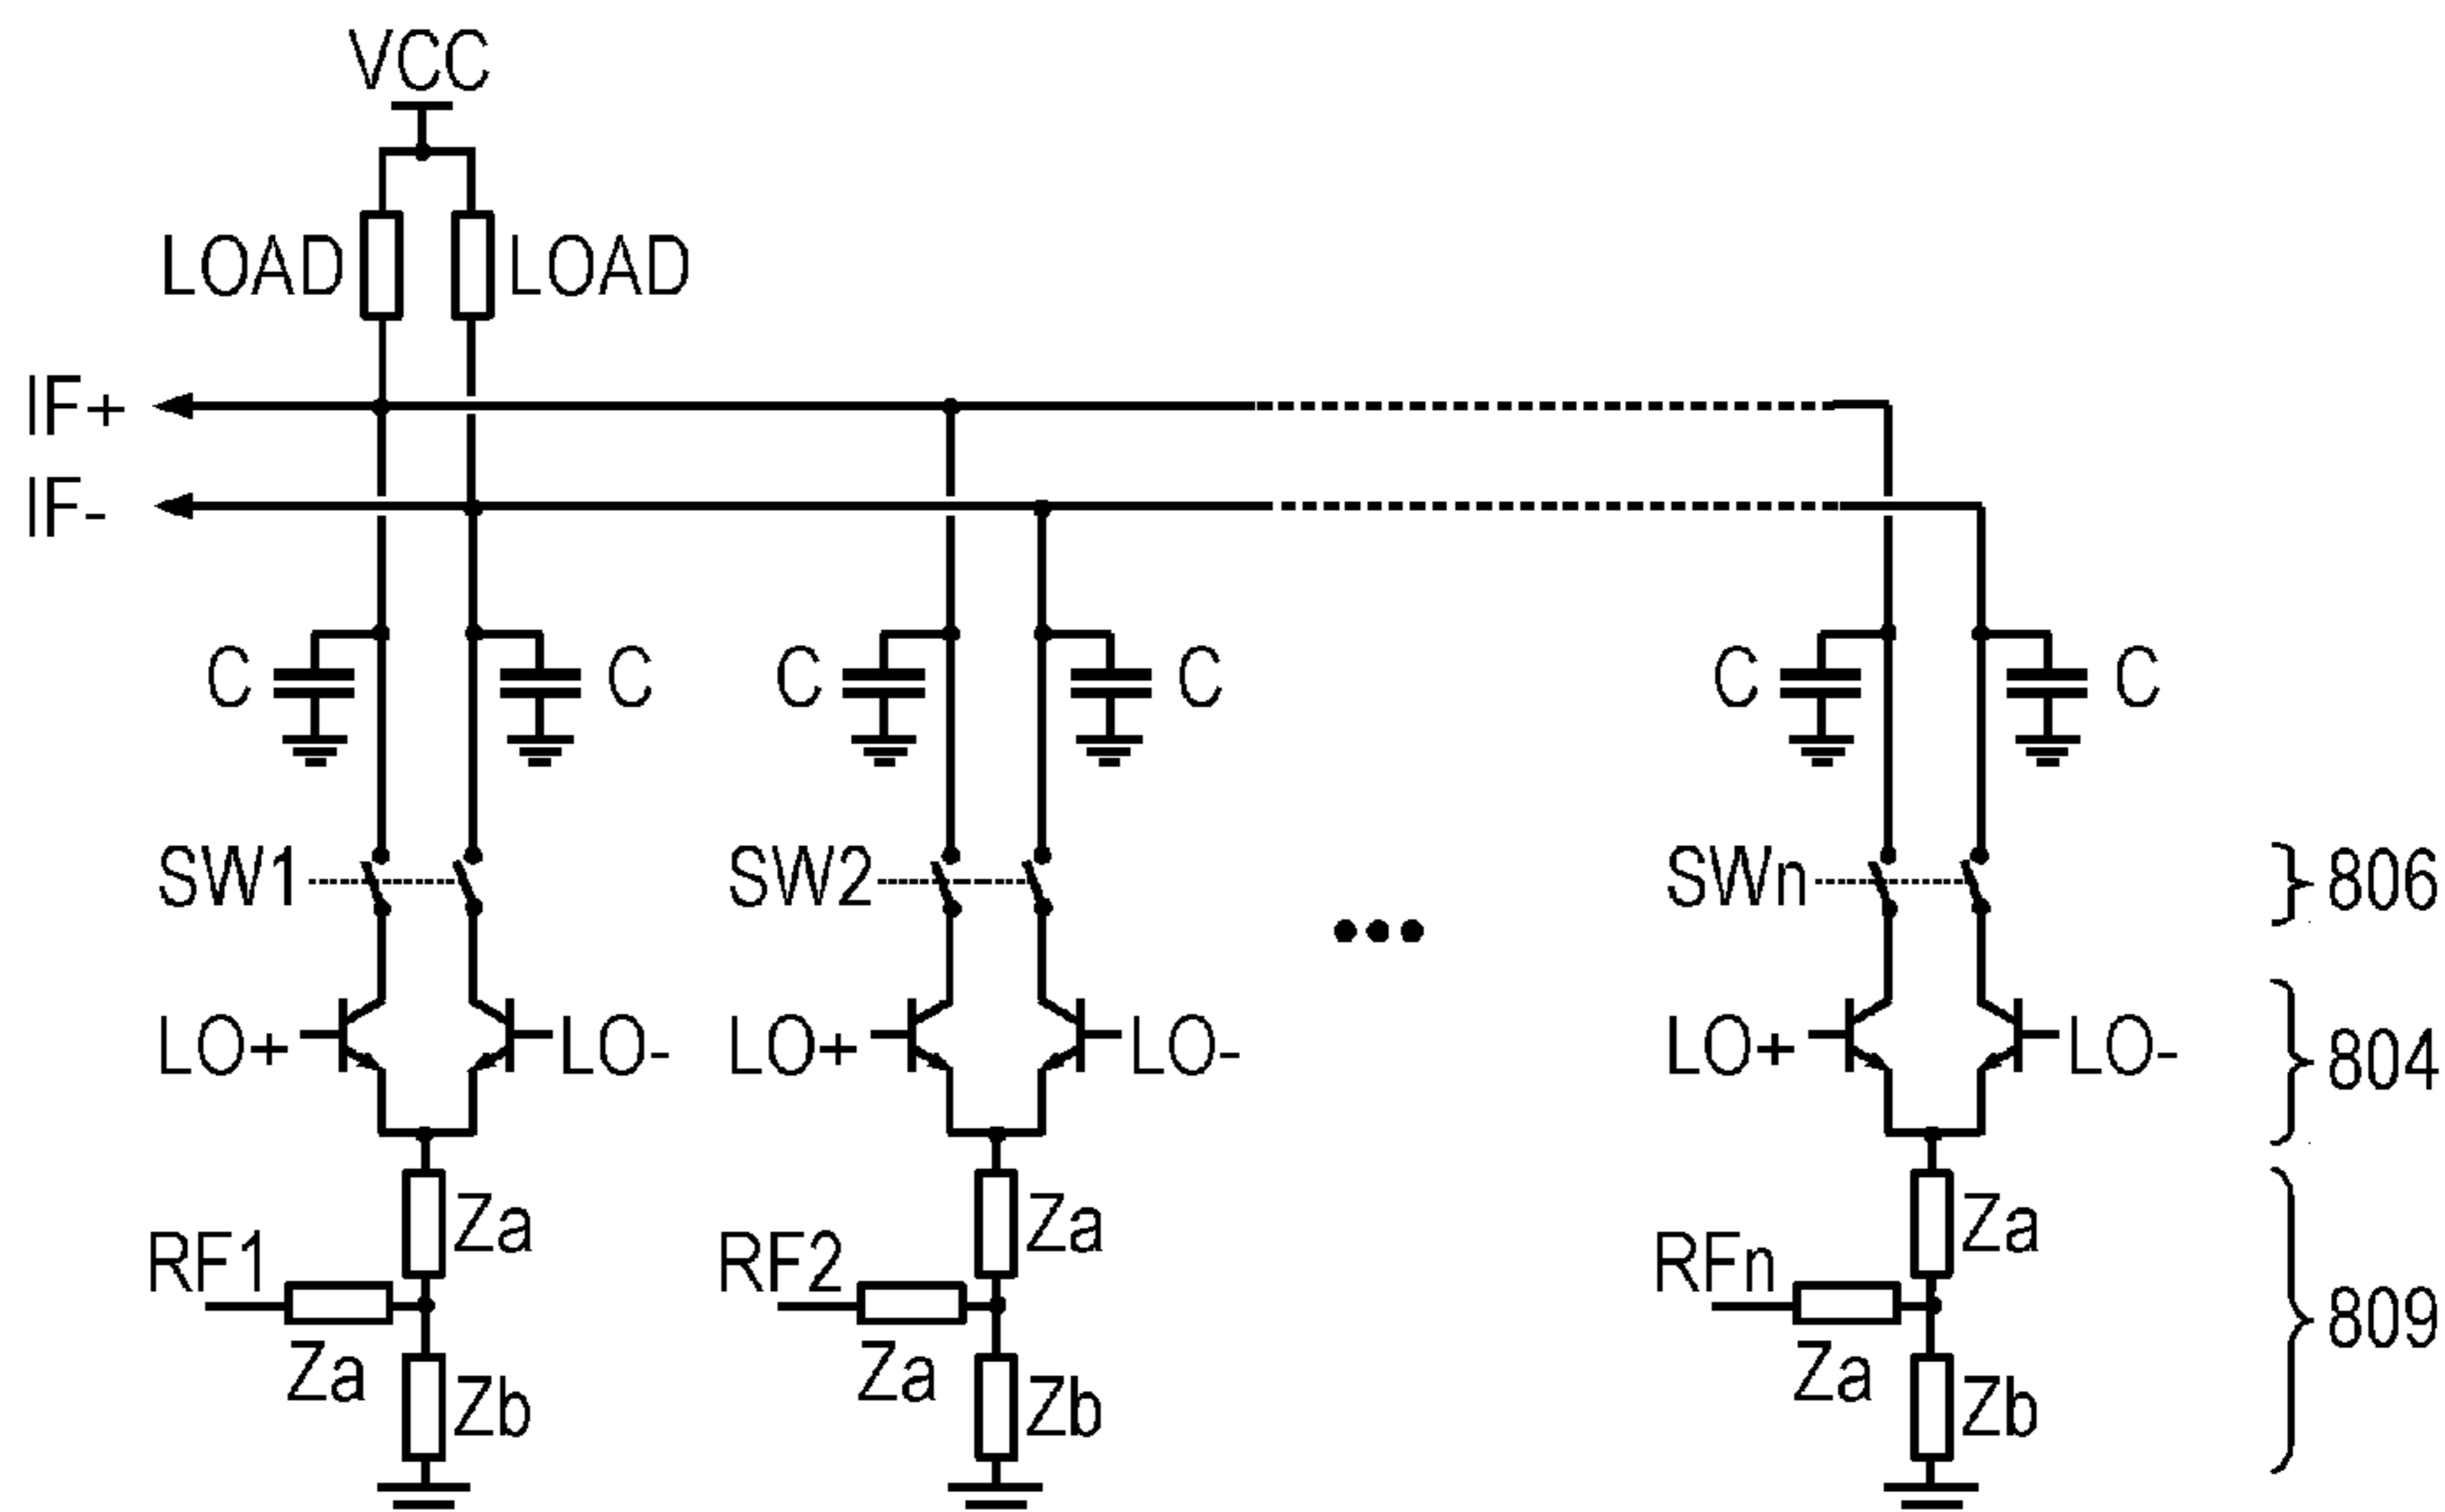 VCC
LOAD LOAD
IF+
IF-
C C C C C C
SW1 SW2 SWn 806
LO+ LO- LO+ LO- LO+ LO- 804
Za Za Za
RF1 RF2 RFn
809
Za Za Za
Zb Zb Zb